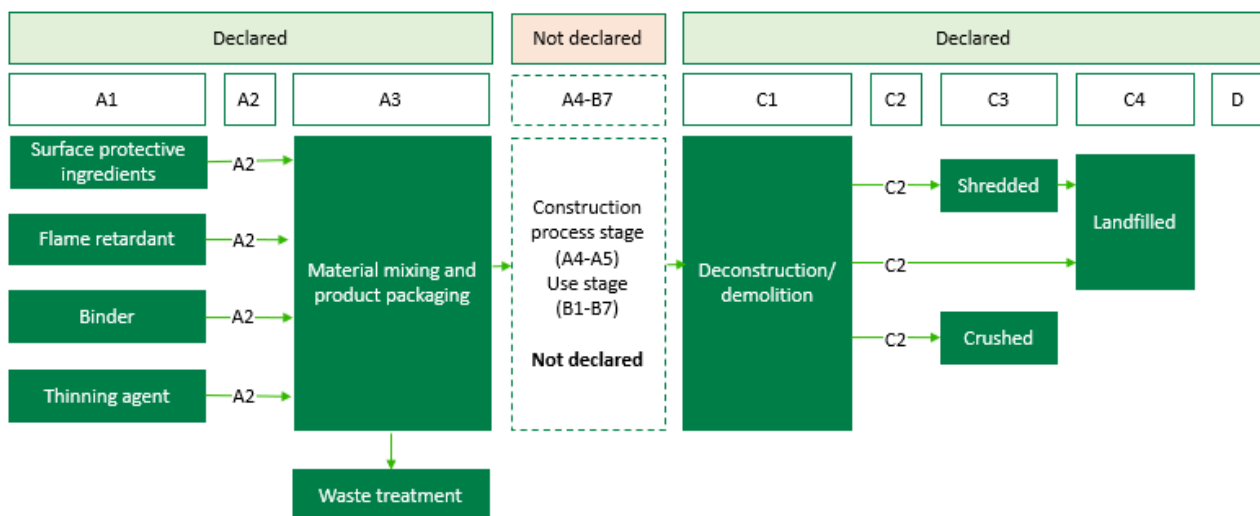 Declared
Not declared
Declared
A1
A2
A3
A4-B7
C1
C2
C3
C4
D
Surface protective
ingredients
A2
Flame retardant
A2
Binder
A2
Thinning agent
A2
Material mixing and
product packaging
Waste treatment
Construction
process stage
(A4-A5)
Use stage
(B1-B7)
Not declared
Deconstruction/
demolition
C2
Shredded
C2
Landfilled
C2
Crushed